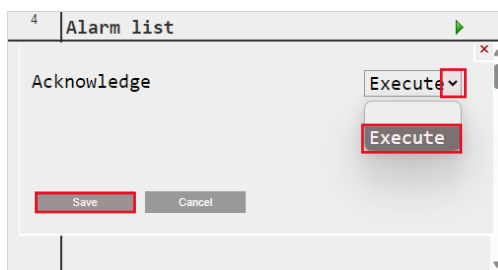 4
Alarm list
×
Acknowledge Execute
Execute
Save Cancel